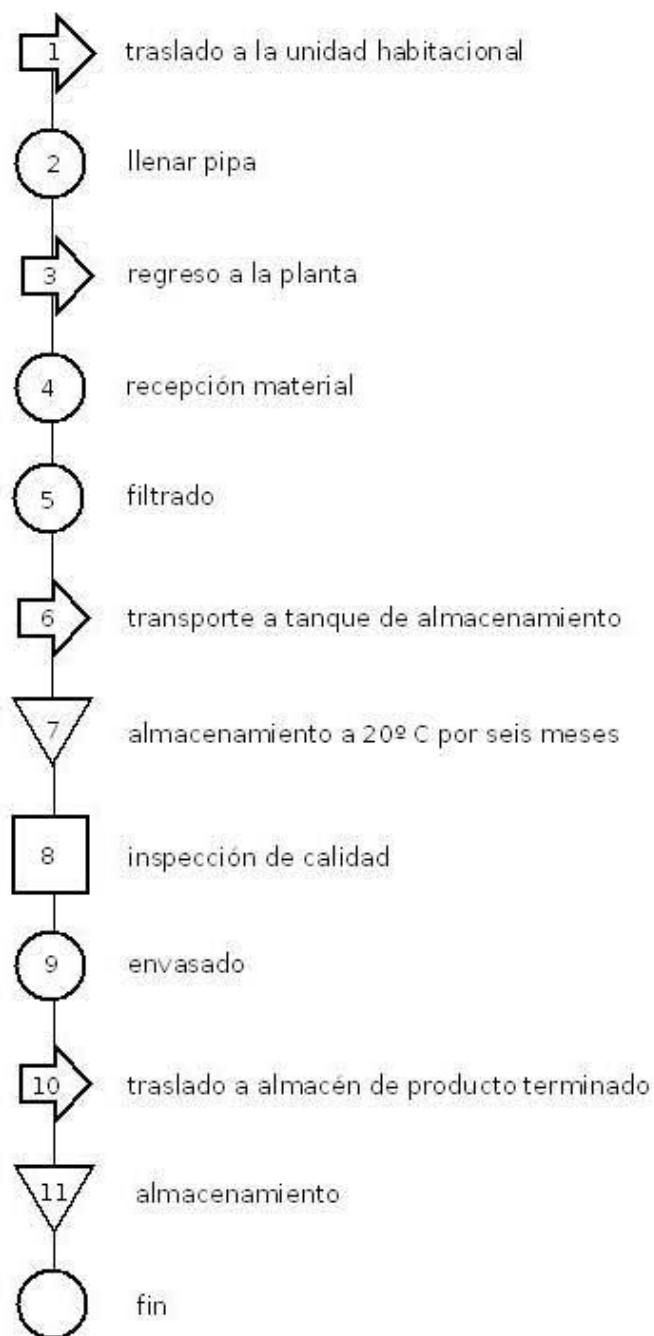 1 traslado a la unidad habitacional
2 llenar pipa
3 regreso a la planta
4 recepción material
5 filtrado
6 transporte a tanque de almacenamiento
7 almacenamiento a 20º C por seis meses
8 inspección de calidad
9 envasado
10 traslado a almacén de producto terminado
11 almacenamiento
fin